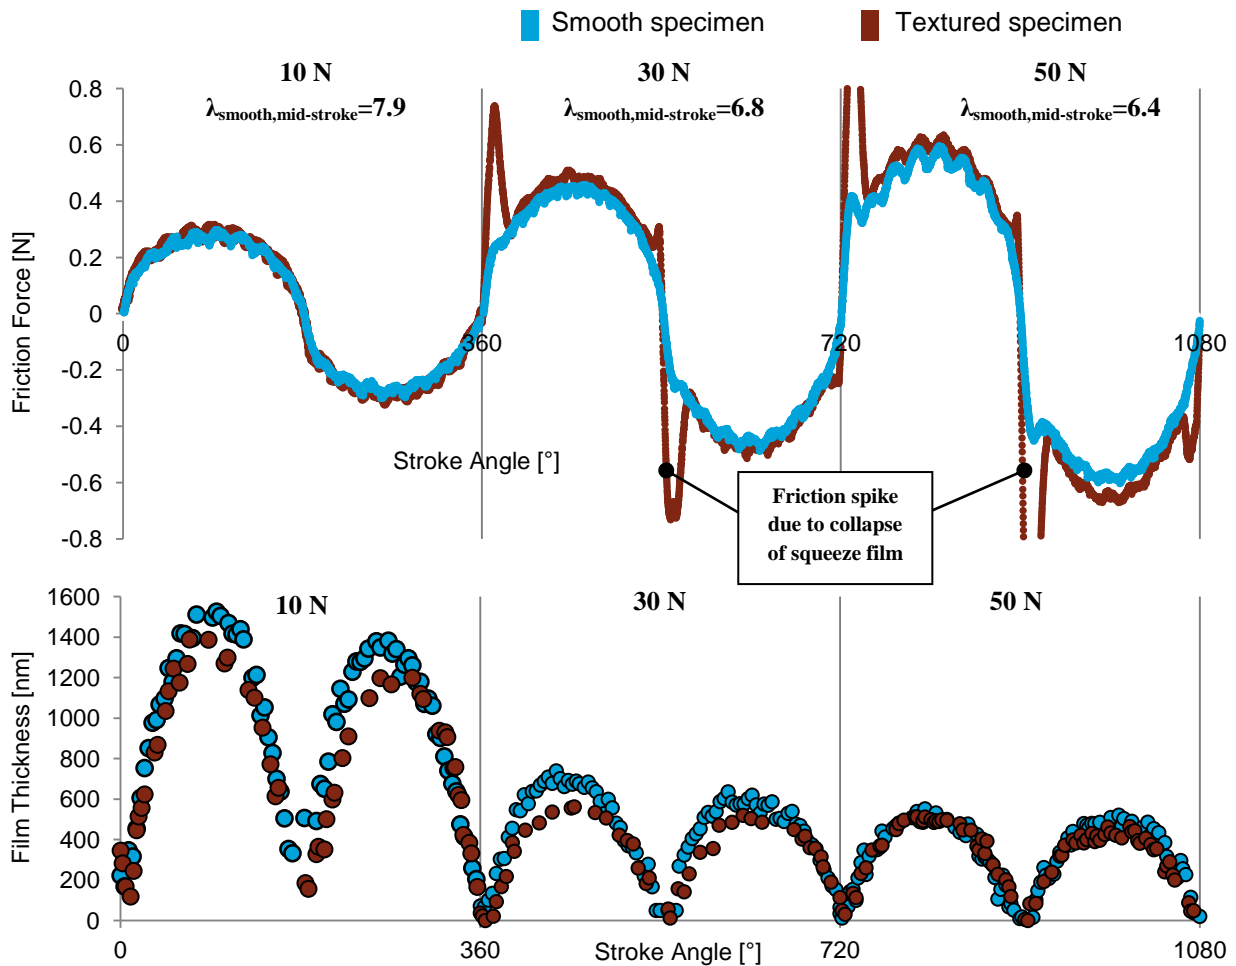 Smooth specimen Textured specimen
10 N 30 N 50 N
λsmooth,mid-stroke=7.9 λsmooth,mid-stroke=6.8 λsmooth,mid-stroke=6.4
Friction Force [N]
0.8
0.6
0.4
0.2
0
-0.2
-0.4
-0.6
-0.8
0 360 720 1080
Stroke Angle [°]
Friction spike
due to collapse
of squeeze film
10 N 30 N 50 N
Film Thickness [nm]
1600
1400
1200
1000
800
600
400
200
0
0 360 720 1080
Stroke Angle [°]